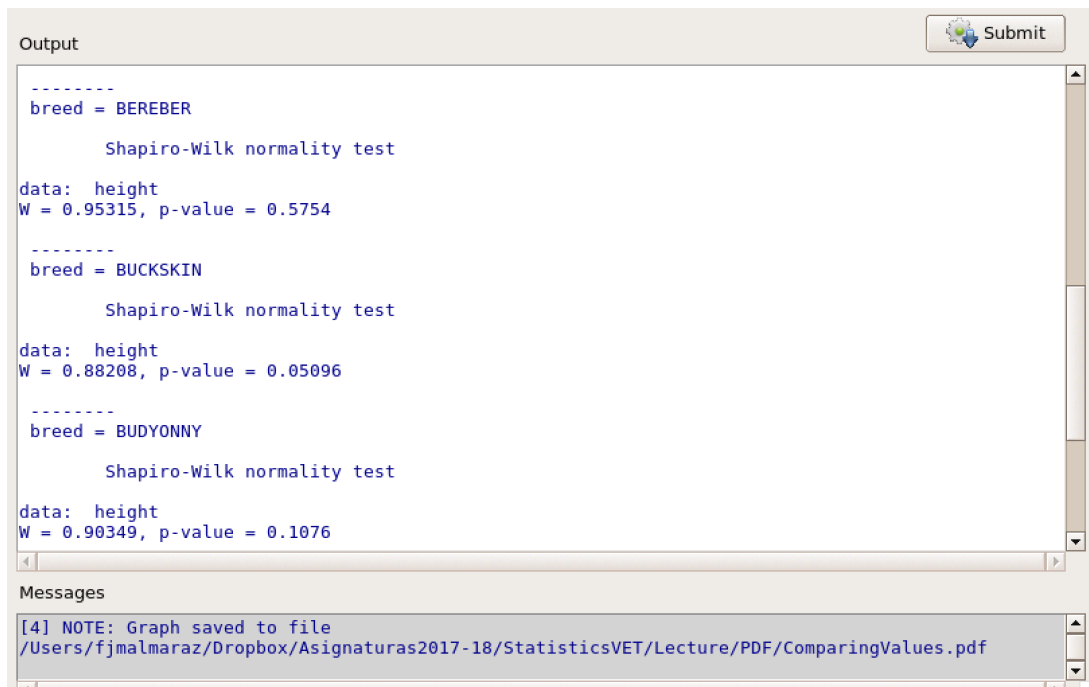 Output
Submit
--------
breed = BEREBER
Shapiro-Wilk normality test
data:  height
W = 0.95315, p-value = 0.5754
--------
breed = BUCKSKIN
Shapiro-Wilk normality test
data:  height
W = 0.88208, p-value = 0.05096
--------
breed = BUDYONNY
Shapiro-Wilk normality test
data:  height
W = 0.90349, p-value = 0.1076
Messages
[4] NOTE: Graph saved to file
/Users/fjmalmaraz/Dropbox/Asignaturas2017-18/StatisticsVET/Lecture/PDF/ComparingValues.pdf